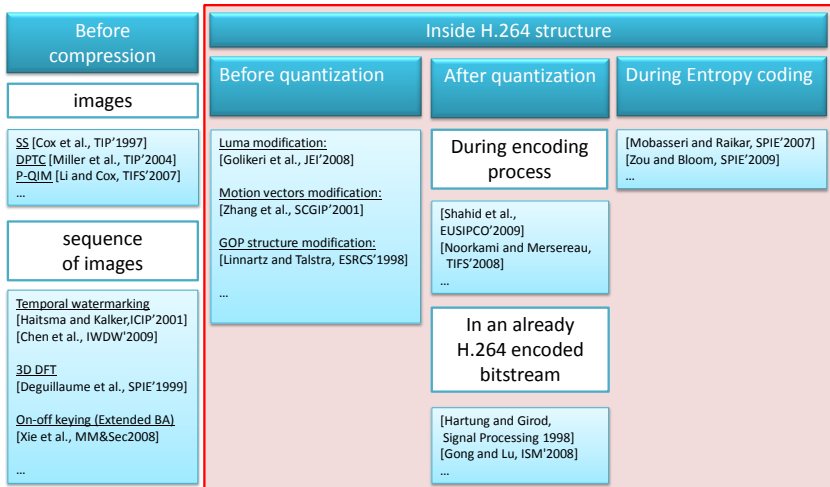 Before
compression
images
SS [Cox et al., TIP'1997]
DPTC [Miller et al., TIP'2004]
P-QIM [Li and Cox, TIFS'2007]
...
sequence
of images
Temporal watermarking
[Haitsma and Kalker,ICIP'2001]
[Chen et al., IWDW'2009]
3D DFT
[Deguillaume et al., SPIE'1999]
On-off keying (Extended BA)
[Xie et al., MM&Sec2008]
...
Inside H.264 structure
Before quantization
Luma modification:
[Golikeri et al., JEI'2008]
Motion vectors modification:
[Zhang et al., SCGIP'2001]
GOP structure modification:
[Linnartz and Talstra, ESRCS'1998]
...
After quantization
During encoding
process
[Shahid et al.,
EUSIPCO'2009]
[Noorkami and Mersereau,
TIFS'2008]
...
In an already
H.264 encoded
bitstream
[Hartung and Girod,
Signal Processing 1998]
[Gong and Lu, ISM'2008]
...
During Entropy coding
[Mobasseri and Raikar, SPIE'2007]
[Zou and Bloom, SPIE'2009]
...